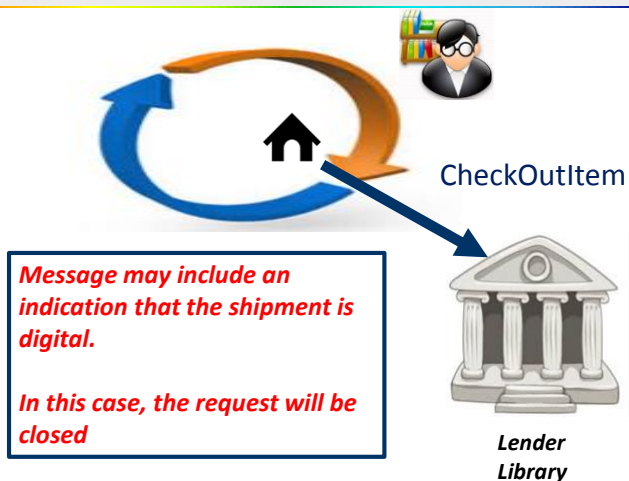 CheckOutItem
Message may include an
indication that the shipment is
digital.
In this case, the request will be
closed
Lender
Library